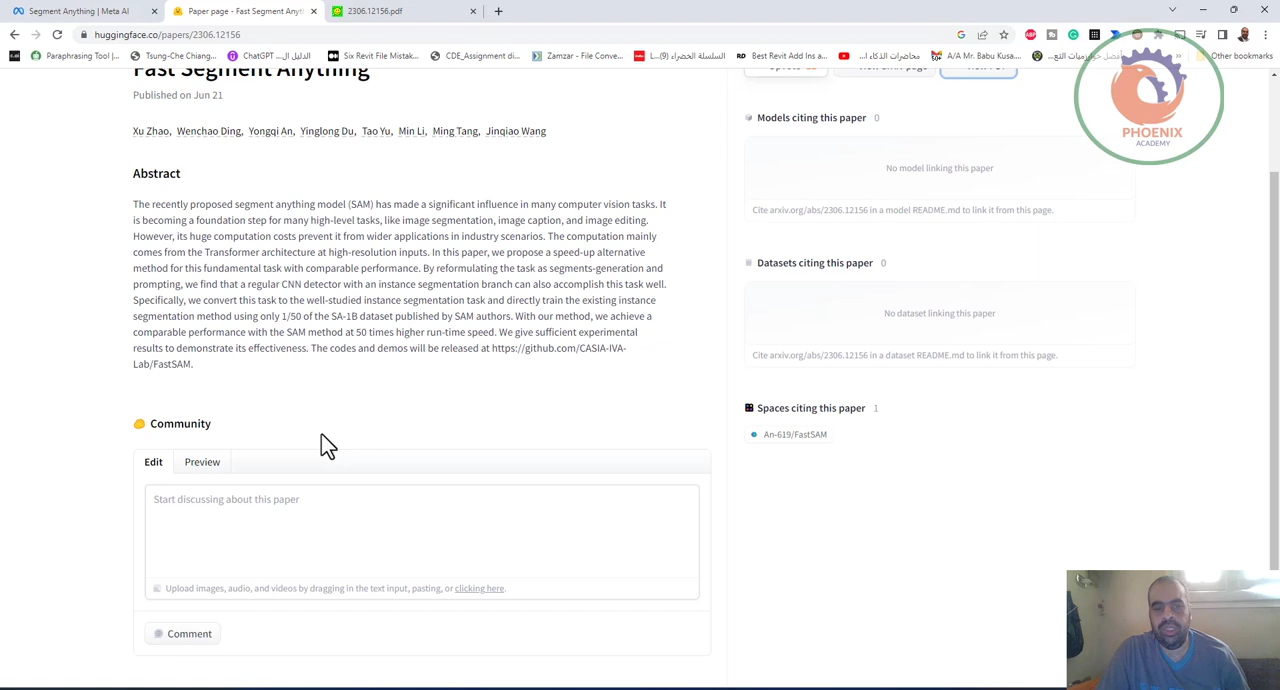 Segment Anything | Meta AI
Paper page - Fast Segment Anythi
2306.12156.pdf
huggingface.co/papers/2306.12156
Paraphrasing Tool |...
Tsung-Che Chiang...
ChatGPT الدليل ال...
Six Revit File Mistak...
CDE_Assignment di...
Zamzar - File Conve...
السلسلة الخضراء (9)...ا
Best Revit Add Ins a...
محاضرات الذكاء ا...
A/A Mr. Babu Kusa...
»
Other bookmarks
Fast Segment Anything
Published on Jun 21
Xu Zhao, Wenchao Ding, Yongqi An, Yinglong Du, Tao Yu, Min Li, Ming Tang, Jinqiao Wang
Abstract
The recently proposed segment anything model (SAM) has made a significant influence in many computer vision tasks. It
is becoming a foundation step for many high-level tasks, like image segmentation, image caption, and image editing.
However, its huge computation costs prevent it from wider applications in industry scenarios. The computation mainly
comes from the Transformer architecture at high-resolution inputs. In this paper, we propose a speed-up alternative
method for this fundamental task with comparable performance. By reformulating the task as segments-generation and
prompting, we find that a regular CNN detector with an instance segmentation branch can also accomplish this task well.
Specifically, we convert this task to the well-studied instance segmentation task and directly train the existing instance
segmentation method using only 1/50 of the SA-1B dataset published by SAM authors. With our method, we achieve a
comparable performance with the SAM method at 50 times higher run-time speed. We give sufficient experimental
results to demonstrate its effectiveness. The codes and demos will be released at https://github.com/CASIA-IVA-
Lab/FastSAM.
Community
Edit
Preview
Start discussing about this paper
Upload images, audio, and videos by dragging in the text input, pasting, or clicking here.
Comment
Models citing this paper 0
No model linking this paper
Cite arxiv.org/abs/2306.12156 in a model README.md to link it from this page.
Datasets citing this paper 0
No dataset linking this paper
Cite arxiv.org/abs/2306.12156 in a dataset README.md to link it from this page.
Spaces citing this paper 1
An-619/FastSAM
PHOENIX
ACADEMY